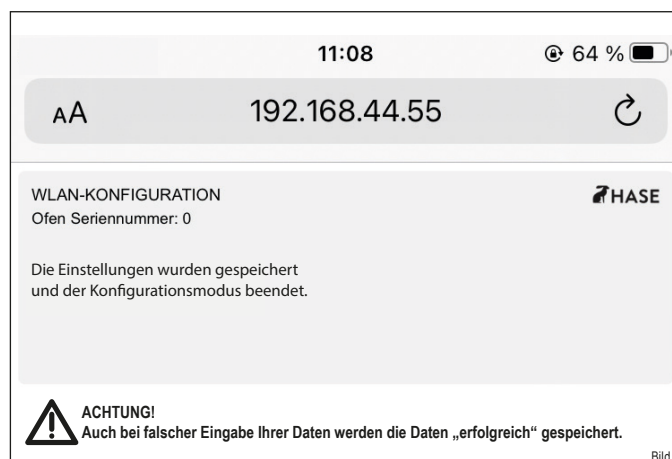 11:08
64 %
AA
192.168.44.55
WLAN-KONFIGURATION
HASE
Ofen Seriennummer: 0
Die Einstellungen wurden gespeichert
und der Konfigurationsmodus beendet.
ACHTUNG!
Auch bei falscher Eingabe Ihrer Daten werden die Daten „erfolgreich“ gespeichert.
Bild